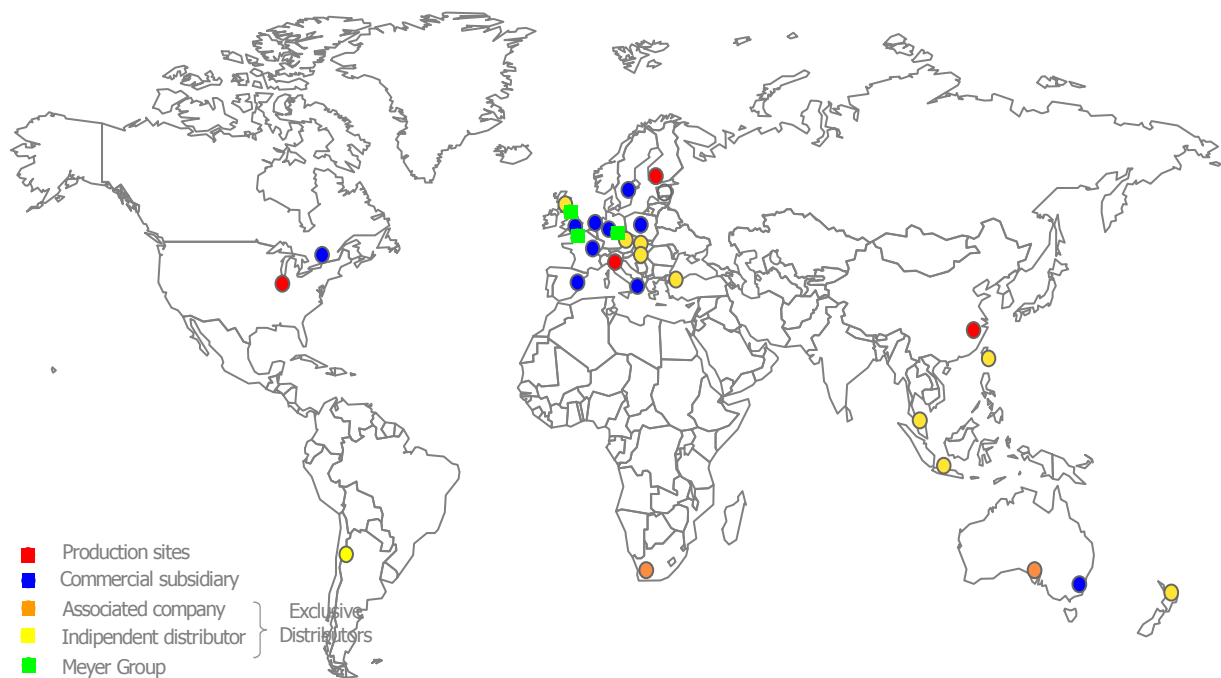 Production sites
Commercial subsidiary
Associated company
Exclusive
Indipendent distributor
Distributors
Meyer Group